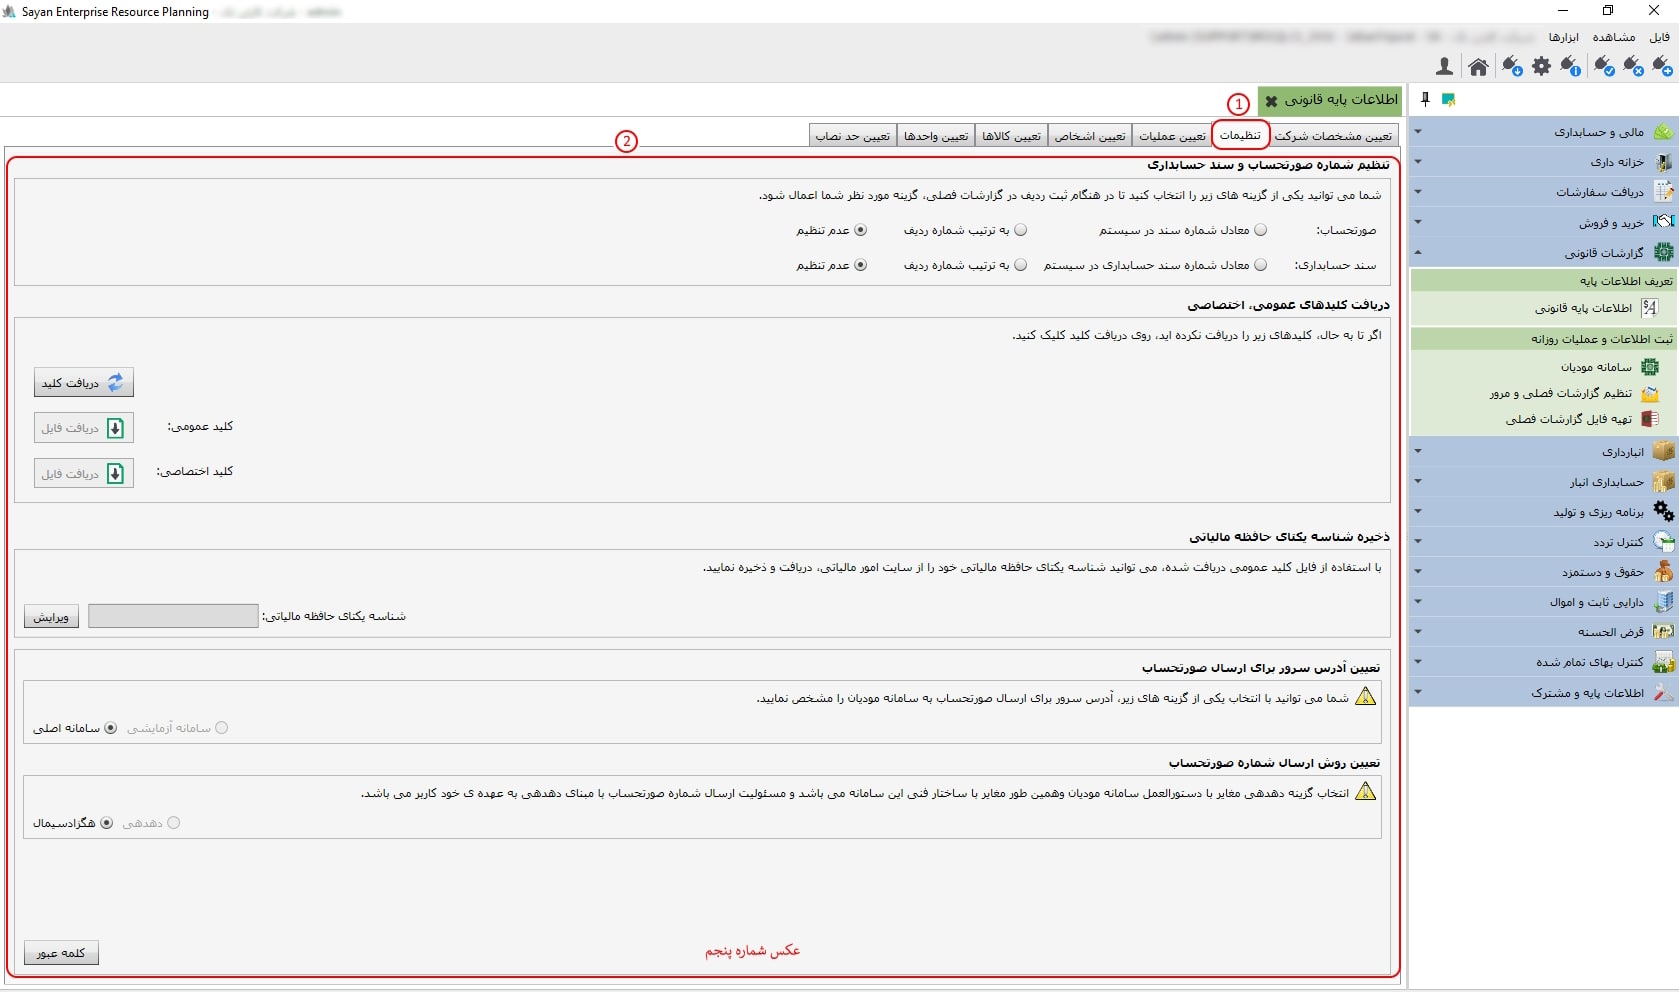 Sayan Enterprise Resource Planning
فایل مشاهده ابزارها
اطلاعات پایه قانونی
1
تعیین مشخصات شرکت تنظیمات تعیین عملیات تعیین اشخاص تعیین کالاها تعیین واحدها تعیین حد نصاب
2
تنظیم شماره صورتحساب و سند حسابداری
شما می توانید یکی از گزینه های زیر را انتخاب کنید تا در هنگام ثبت ردیف در گزارشات فصلی، گزینه مورد نظر شما اعمال شود.
صورتحساب: معادل شماره سند در سیستم به ترتیب شماره ردیف عدم تنظیم
سند حسابداری: معادل شماره سند حسابداری در سیستم به ترتیب شماره ردیف عدم تنظیم
دریافت کلیدهای عمومی، اختصاصی
اگر تا به حال، کلیدهای زیر را دریافت نکرده اید، روی دریافت کلید کلیک کنید.
دریافت کلید
کلید عمومی: دریافت فایل
کلید اختصاصی: دریافت فایل
ذخیره شناسه یکتای حافظه مالیاتی
با استفاده از فایل کلید عمومی دریافت شده، می توانید شناسه یکتای حافظه مالیاتی خود را از سایت امور مالیاتی، دریافت و ذخیره نمایید.
شناسه یکتای حافظه مالیاتی: ویرایش
تعیین آدرس سرور برای ارسال صورتحساب
شما می توانید با انتخاب یکی از گزینه های زیر، آدرس سرور برای ارسال صورتحساب به سامانه مودیان را مشخص نمایید.
سامانه آزمایشی سامانه اصلی
تعیین روش ارسال شماره صورتحساب
انتخاب گزینه دهدهی مغایر با دستورالعمل سامانه مودیان وهمین طور مغایر با ساختار فنی این سامانه می باشد و مسئولیت ارسال شماره صورتحساب با مبنای دهدهی به عهده ی خود کاربر می باشد.
دهدهی هگزادسیمال
عکس شماره پنجم
کلمه عبور
مالی و حسابداری
خزانه داری
دریافت سفارشات
خرید و فروش
گزارشات قانونی
تعریف اطلاعات پایه
اطلاعات پایه قانونی
ثبت اطلاعات و عملیات روزانه
سامانه مودیان
تنظیم گزارشات فصلی و مرور
تهیه فایل گزارشات فصلی
انبارداری
حسابداری انبار
برنامه ریزی و تولید
کنترل تردد
حقوق و دستمزد
دارایی ثابت و اموال
قرض الحسنه
کنترل بهای تمام شده
اطلاعات پایه و مشترک